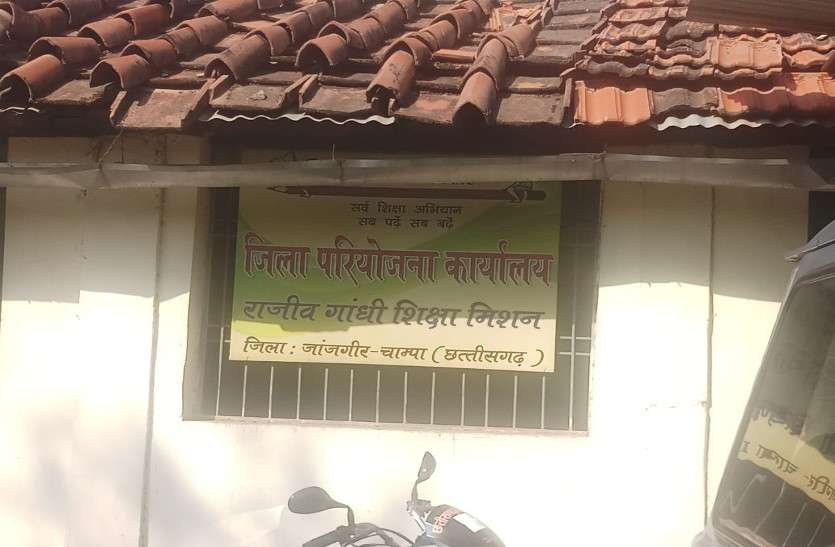 सर्व शिक्षा अभियान
सब पढ़ें सब बढ़ें
जिला परियोजना कार्यालय
राजीव गांधी शिक्षा मिशन
जिला : जांजगीर-चाम्पा ( छत्तीसगढ़ )